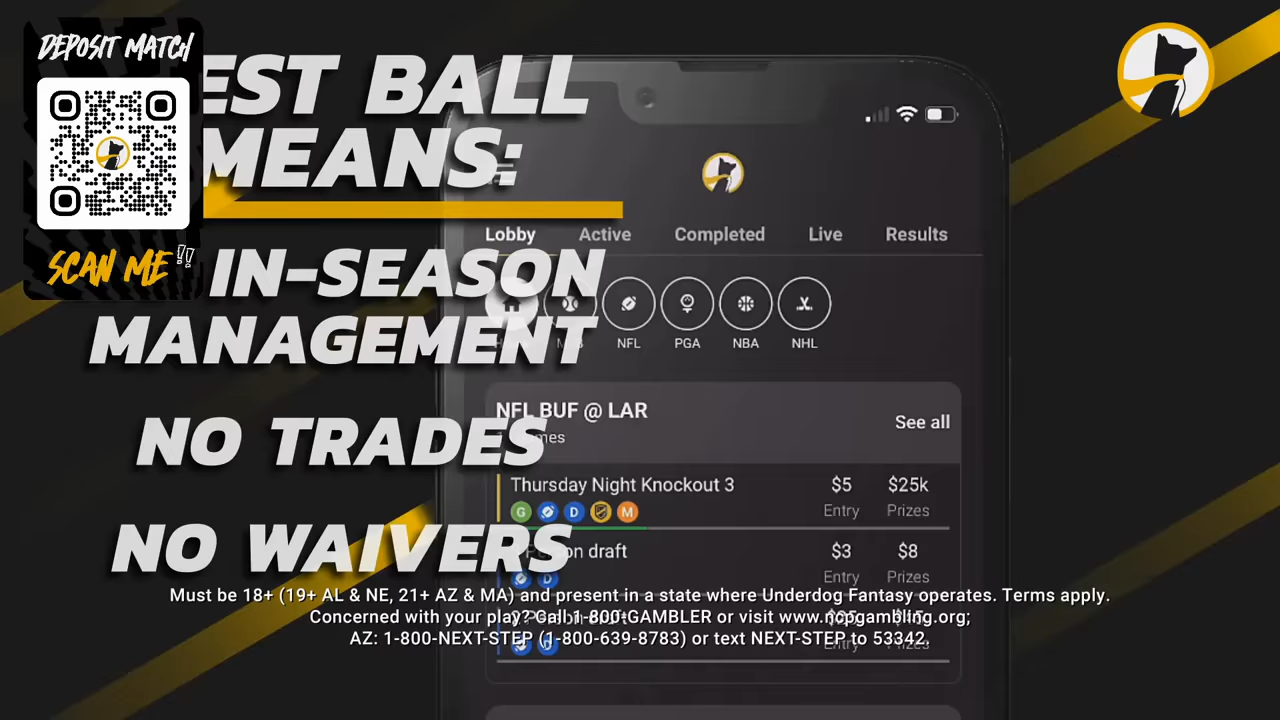 DEPOSIT MATCH
SCAN ME!!
EST BALL
MEANS:
IN-SEASON
MANAGEMENT
NO TRADES
NO WAIVERS
Lobby Active Completed Live Results
NFL PGA NBA NHL
NFL BUF @ LAR
See all
Thursday Night Knockout 3 $5 $25k
Entry Prizes
G D M
draft $3 $8
Entry Prizes
Must be 18+ (19+ AL & NE, 21+ AZ & MA) and present in a state where Underdog Fantasy operates. Terms apply.
Concerned with your play? Call 1-800-GAMBLER or visit www.ncpgambling.org;
AZ: 1-800-NEXT-STEP (1-800-639-8783) or text NEXT-STEP to 53342.
Entry Prizes